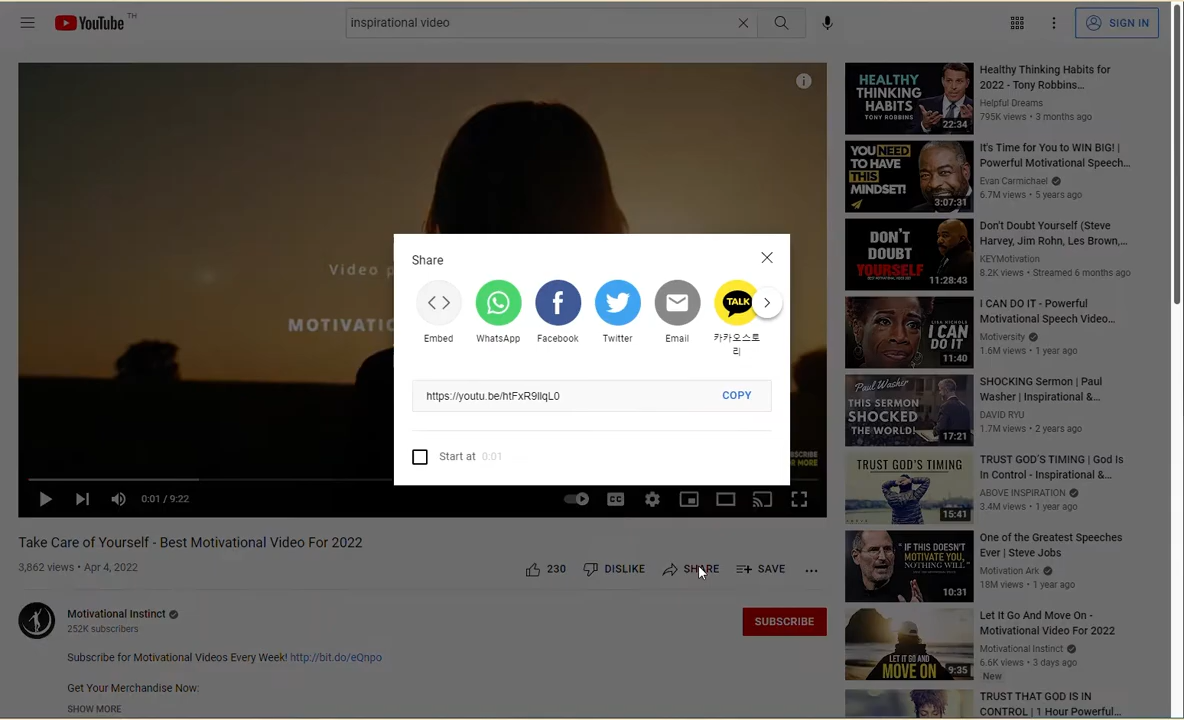 YouTube TH
inspirational video
SIGN IN
Video p
MOTIVATIO
Share
Embed
WhatsApp
Facebook
Twitter
Email
TALK
카카오스토
리
https://youtu.be/htFxR9IlqL0
COPY
Start at 0:01
0:01 / 9:22
CC
Take Care of Yourself - Best Motivational Video For 2022
3,862 views • Apr 4, 2022
230
DISLIKE
SHARE
SAVE
Motivational Instinct
252K subscribers
SUBSCRIBE
Subscribe for Motivational Videos Every Week! http://bit.do/eQnpo
Get Your Merchandise Now:
SHOW MORE
HEALTHY
THINKING
HABITS
TONY ROBBINS
22:34
Healthy Thinking Habits for
2022 - Tony Robbins...
Helpful Dreams
795K views • 3 months ago
YOU NEED
TO HAVE
THIS
MINDSET!
3:07:31
It's Time for You to WIN BIG! |
Powerful Motivational Speech...
Evan Carmichael
6.7M views • 5 years ago
DON'T
DOUBT
YOURSELF
11:28:43
Don't Doubt Yourself (Steve
Harvey, Jim Rohn, Les Brown,...
KEYMotivation
8.2K views • Streamed 6 months ago
LISA NICHOLS
I CAN
DO IT
11:40
I CAN DO IT - Powerful
Motivational Speech Video...
Motiversity
1.6M views • 1 year ago
Paul Washer
THIS SERMON
SHOCKED
THE WORLD!
17:21
SHOCKING Sermon | Paul
Washer | Inspirational &...
DAVID RYU
1.7M views • 2 years ago
TRUST GOD'S TIMING
15:41
TRUST GOD'S TIMING | God Is
In Control - Inspirational &...
ABOVE INSPIRATION
3.4M views • 1 year ago
"IF THIS DOESN'T
MOTIVATE YOU,
NOTHING WILL"
10:31
One of the Greatest Speeches
Ever | Steve Jobs
Motivation Ark
18M views • 1 year ago
LET IT GO AND
MOVE ON
9:35
Let It Go And Move On -
Motivational Video For 2022
Motivational Instinct
6.6K views • 3 days ago
New
TRUST THAT GOD IS IN
CONTROL | 1 Hour Powerful...